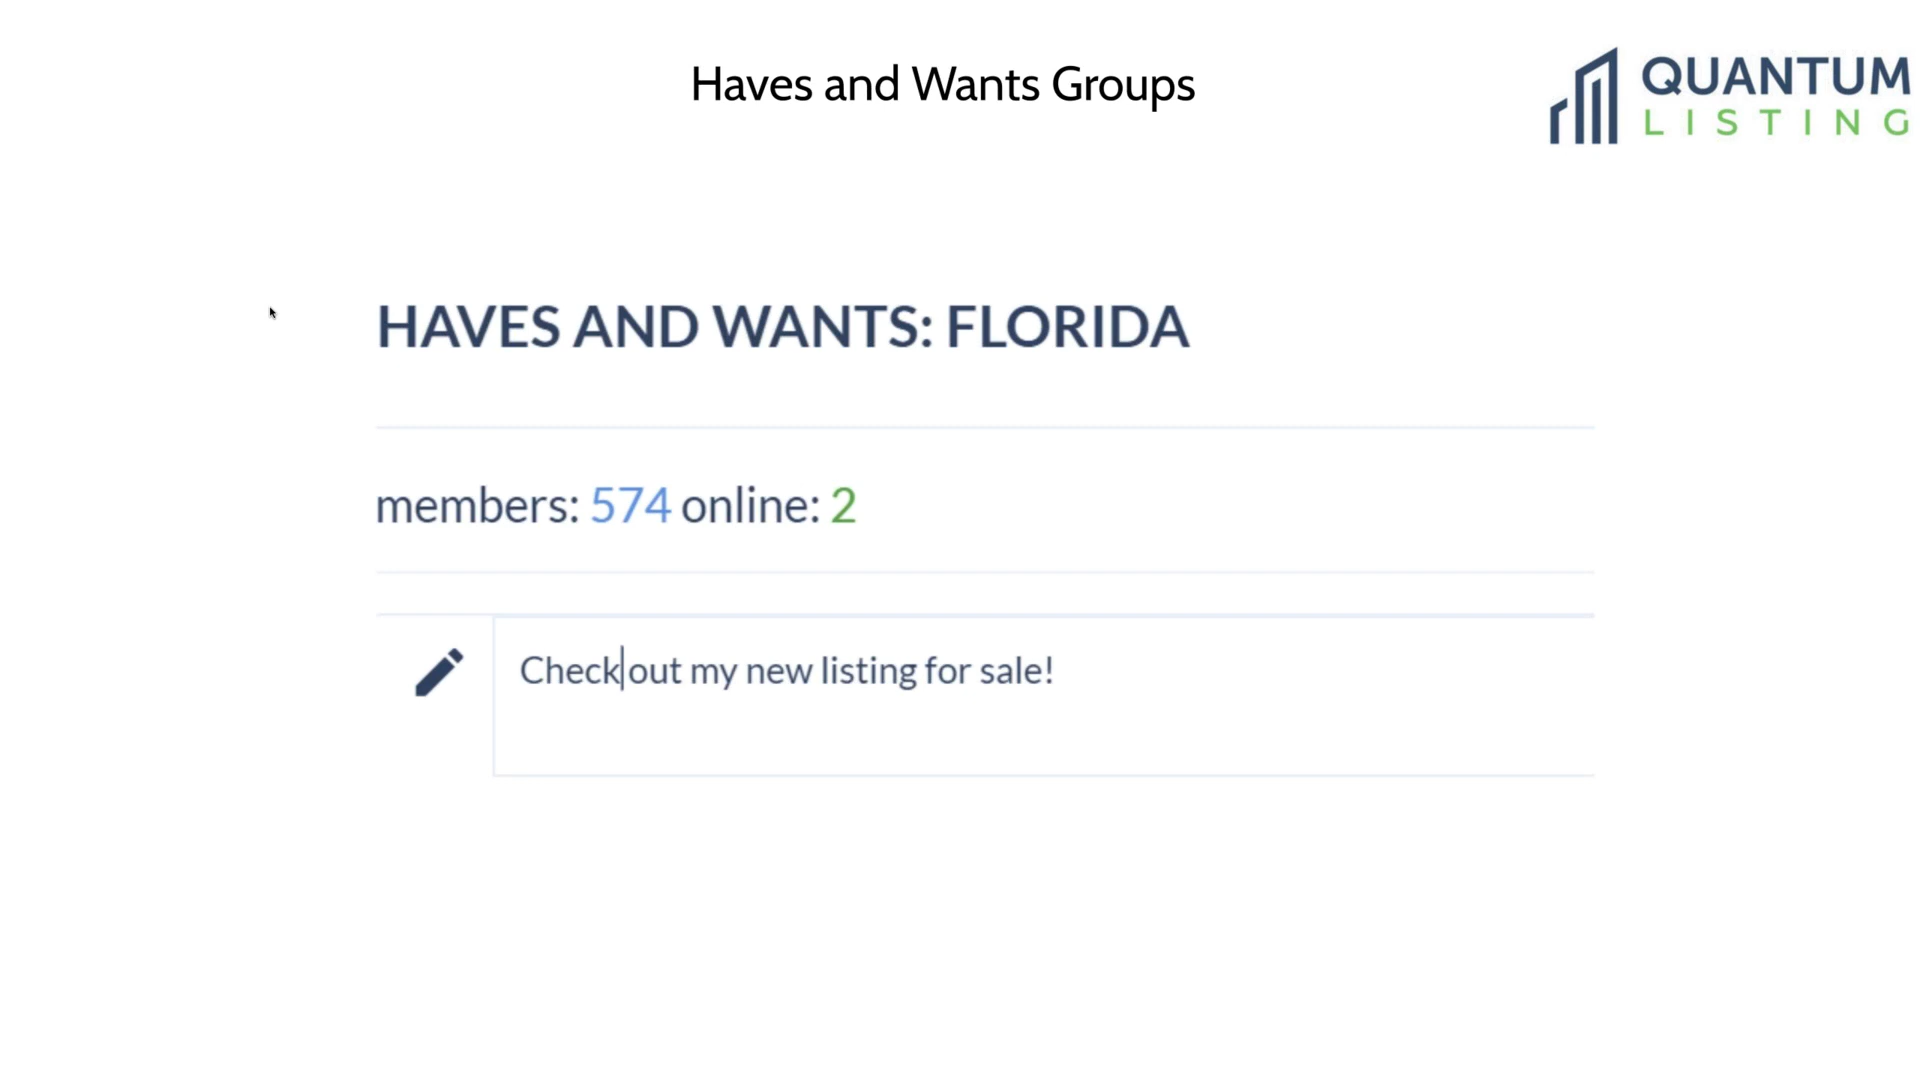 Haves and Wants Groups
QUANTUM
LISTING
HAVES AND WANTS: FLORIDA
members: 574 online: 2
Check out my new listing for sale!